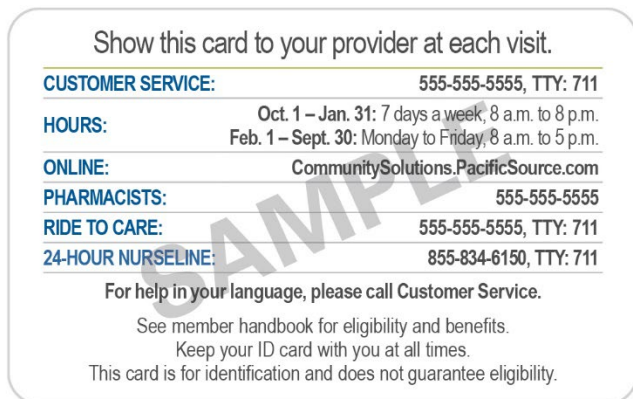 Show this card to your provider at each visit.
CUSTOMER SERVICE: 555-555-5555, TTY: 711
HOURS: Oct. 1 – Jan. 31: 7 days a week, 8 a.m. to 8 p.m.
Feb. 1 – Sept. 30: Monday to Friday, 8 a.m. to 5 p.m.
ONLINE: CommunitySolutions.PacificSource.com
PHARMACISTS: 555-555-5555
RIDE TO CARE: 555-555-5555, TTY: 711
24-HOUR NURSELINE: 855-834-6150, TTY: 711
For help in your language, please call Customer Service.
See member handbook for eligibility and benefits.
Keep your ID card with you at all times.
This card is for identification and does not guarantee eligibility.
SAMPLE